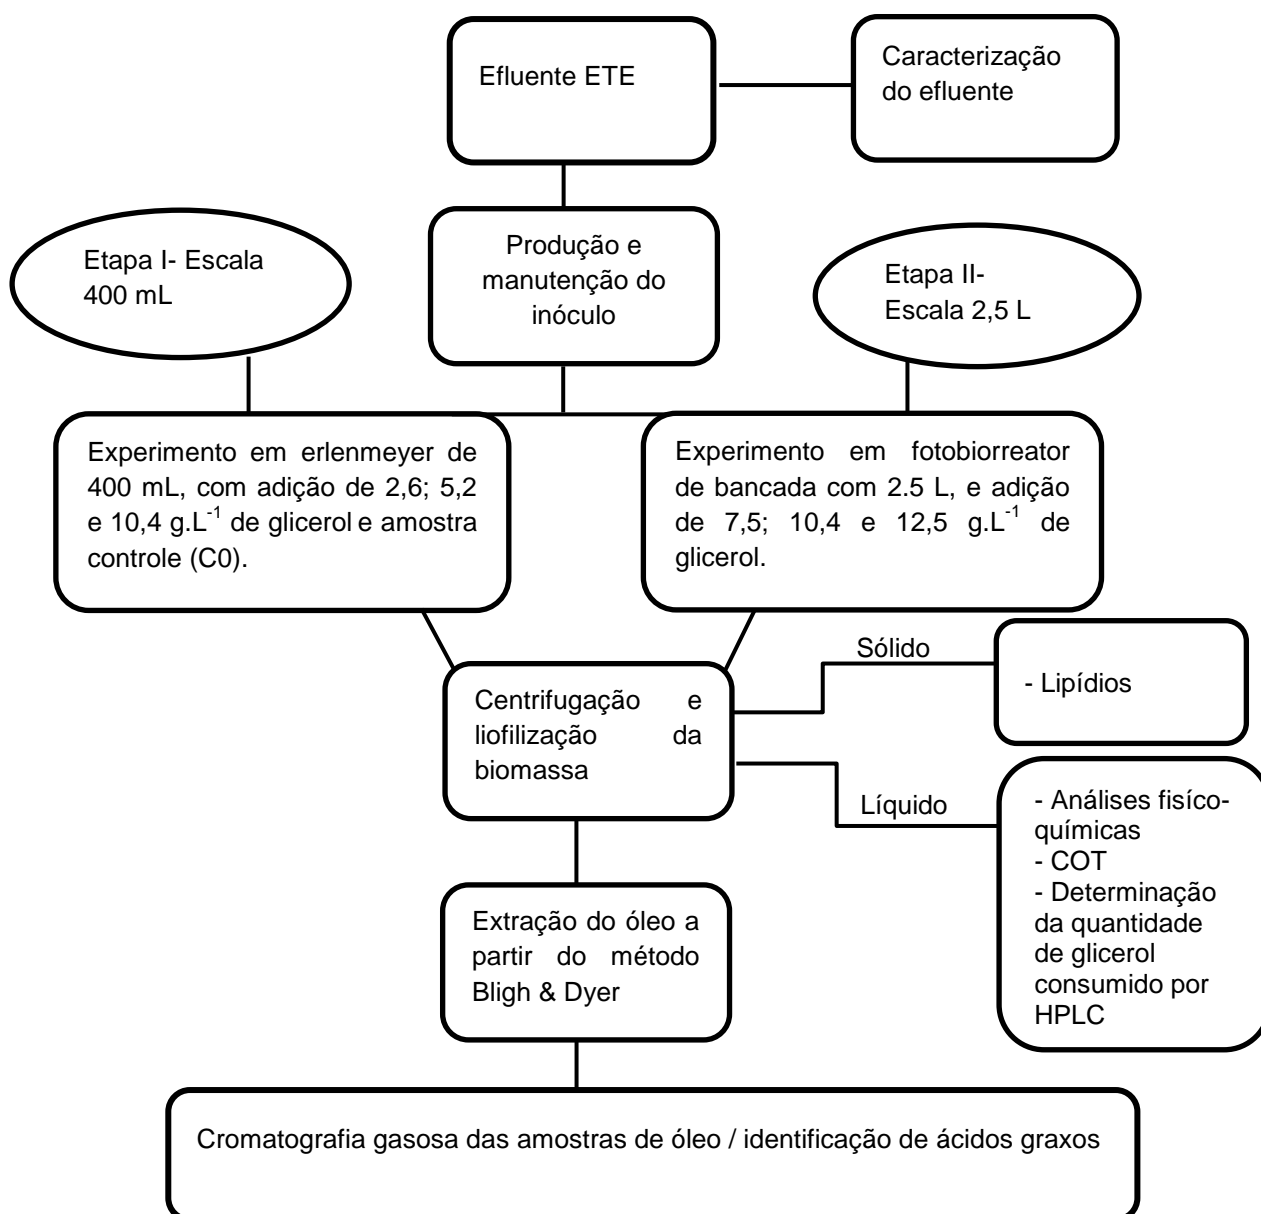 Efluente ETE
Caracterização
do efluente
Etapa I- Escala
400 mL
Produção e
manutenção do
inóculo
Etapa II-
Escala 2,5 L
Experimento em erlenmeyer de
400 mL, com adição de 2,6; 5,2
e 10,4 g.L⁻¹ de glicerol e amostra
controle (C0).
Experimento em fotobiorreator
de bancada com 2.5 L, e adição
de 7,5; 10,4 e 12,5 g.L⁻¹ de
glicerol.
Centrifugação e
liofilização da
biomassa
Sólido
- Lipídios
Líquido
- Análises fisíco-
químicas
- COT
- Determinação
da quantidade
de glicerol
consumido por
HPLC
Extração do óleo a
partir do método
Bligh & Dyer
Cromatografia gasosa das amostras de óleo / identificação de ácidos graxos